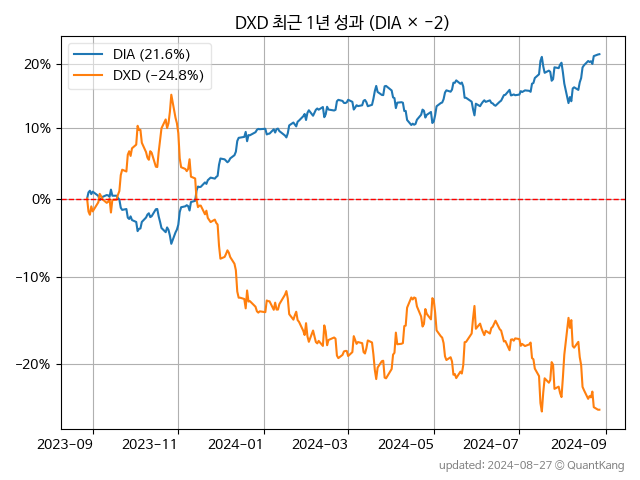 DXD 최근 1년 성과 (DIA × −2)
DIA (21.6%)
DXD (−24.8%)
20%
10%
0%
−10%
−20%
2023-09 2023-11 2024-01 2024-03 2024-05 2024-07 2024-09
updated: 2024-08-27 © QuantKang